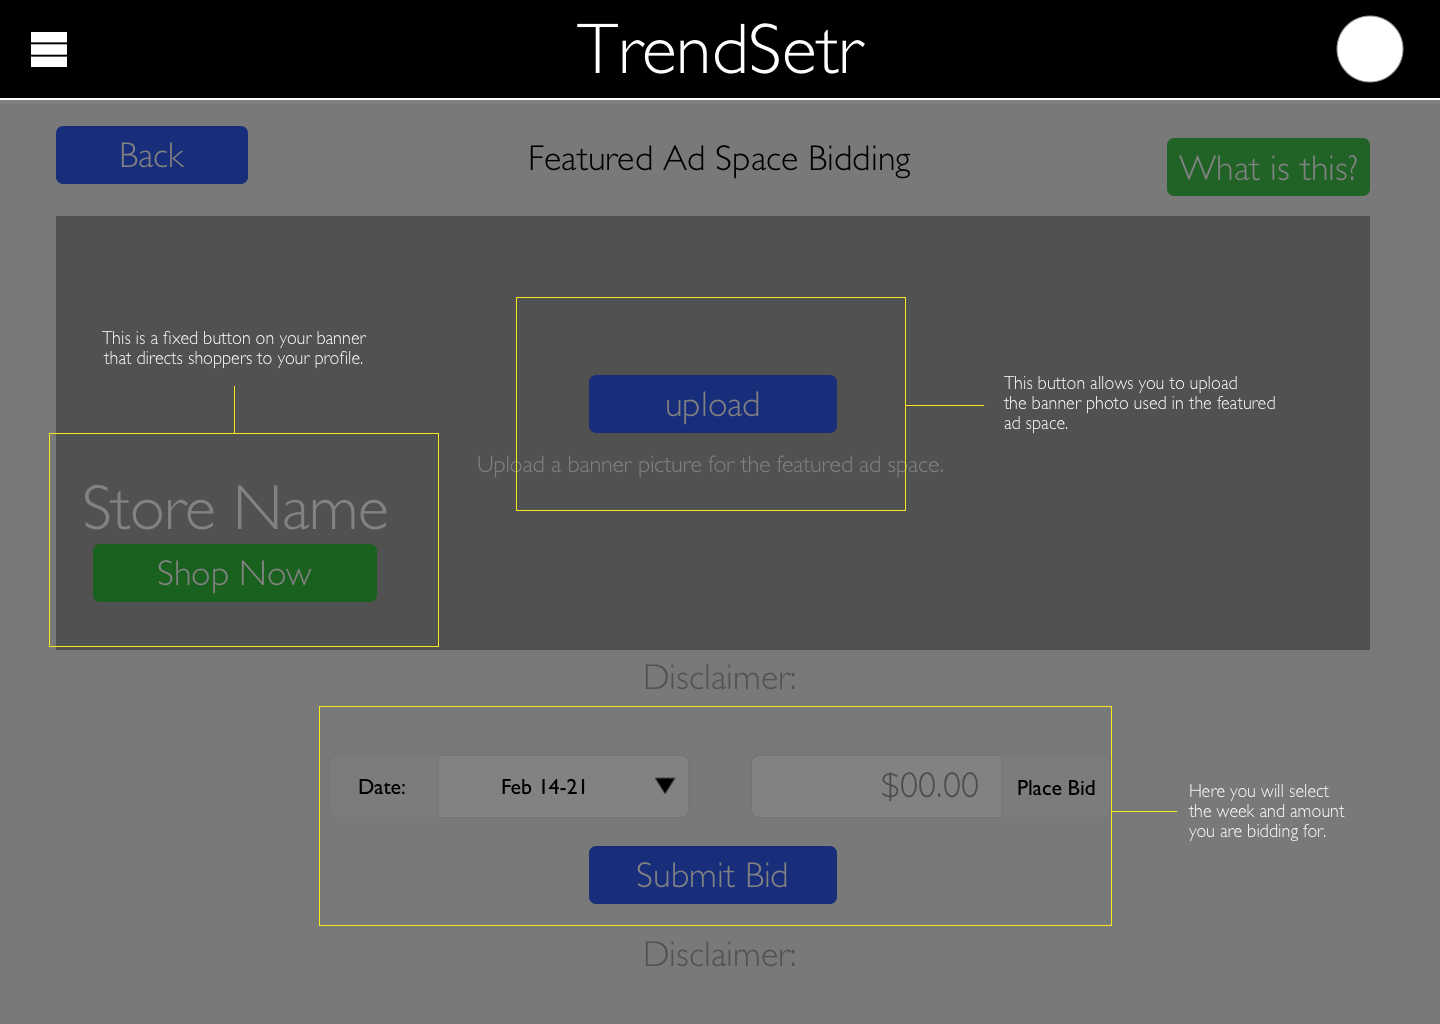 TrendSetr
Back
Featured Ad Space Bidding
What is this?
This is a fixed button on your banner
that directs shoppers to your profile.
upload
Upload a banner picture for the featured ad space.
This button allows you to upload
the banner photo used in the featured
ad space.
Store Name
Shop Now
Disclaimer:
Date:
Feb 14-21
$00.00
Place Bid
Here you will select
the week and amount
you are bidding for.
Submit Bid
Disclaimer: